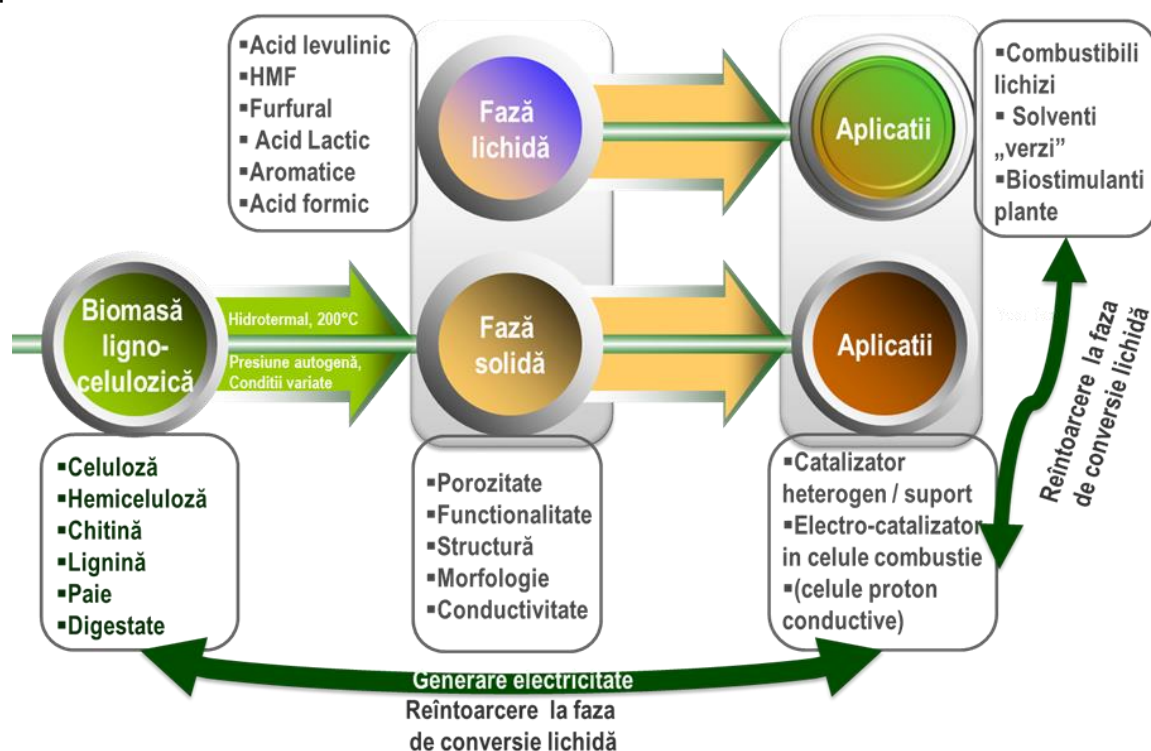 ▪Acid levulinic
▪HMF
▪Furfural
▪ Acid Lactic
▪Aromatice
▪Acid formic
Fază
lichidă
Aplicatii
▪Combustibili
lichizi
▪ Solventi
„verzi”
▪Biostimulanti
plante
Biomasă
ligno-
celulozică
Hidrotermal, 200°C
Presiune autogenă,
Conditii variate
Fază
solidă
Aplicatii
Reîntoarcere la faza
de conversie lichidă
▪Celuloză
▪Hemiceluloză
▪Chitină
▪Lignină
▪Paie
▪Digestate
▪Porozitate
▪Functionalitate
▪Structură
▪Morfologie
▪Conductivitate
▪Catalizator
heterogen / suport
▪Electro-catalizator
in celule combustie
▪(celule proton
conductive)
Generare electricitate
Reîntoarcere la faza
de conversie lichidă